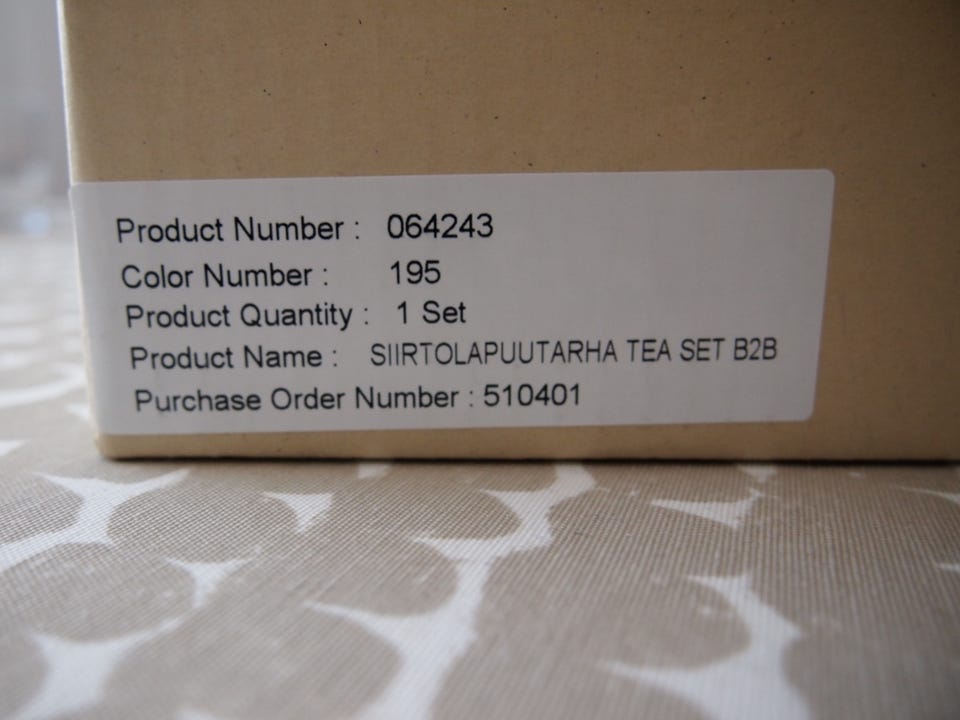 Product Number : 064243
Color Number : 195
Product Quantity : 1 Set
Product Name : SIIRTOLAPUUTARHA TEA SET B2B
Purchase Order Number : 510401